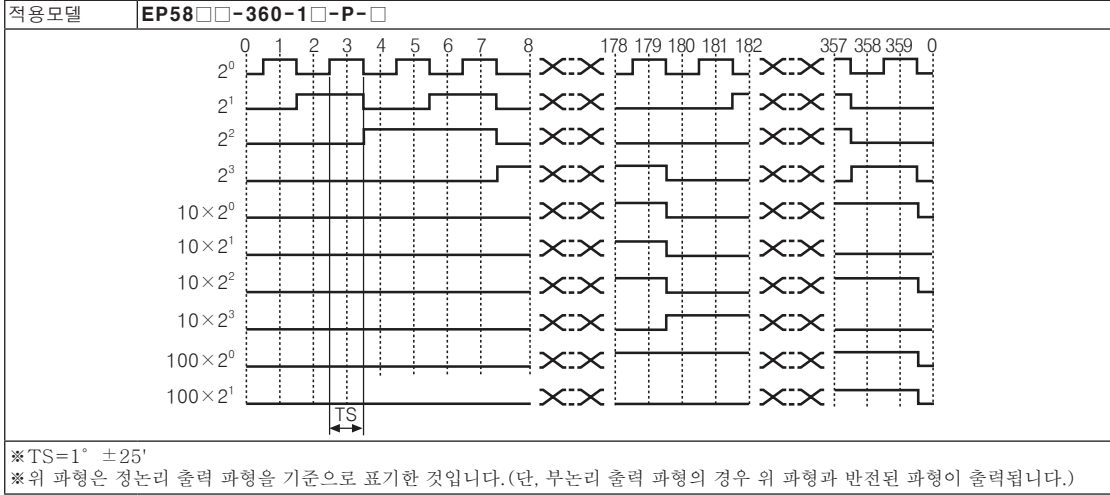 적용모델 EP58□□-360-1□-P-□
0 1 2 3 4 5 6 7 8 178 179 180 181 182 357 358 359 0
2⁰
2¹
2²
2³
10×2⁰
10×2¹
10×2²
10×2³
100×2⁰
100×2¹
TS
※TS=1° ±25'
※위 파형은 정논리 출력 파형을 기준으로 표기한 것입니다.(단, 부논리 출력 파형의 경우 위 파형과 반전된 파형이 출력됩니다.)